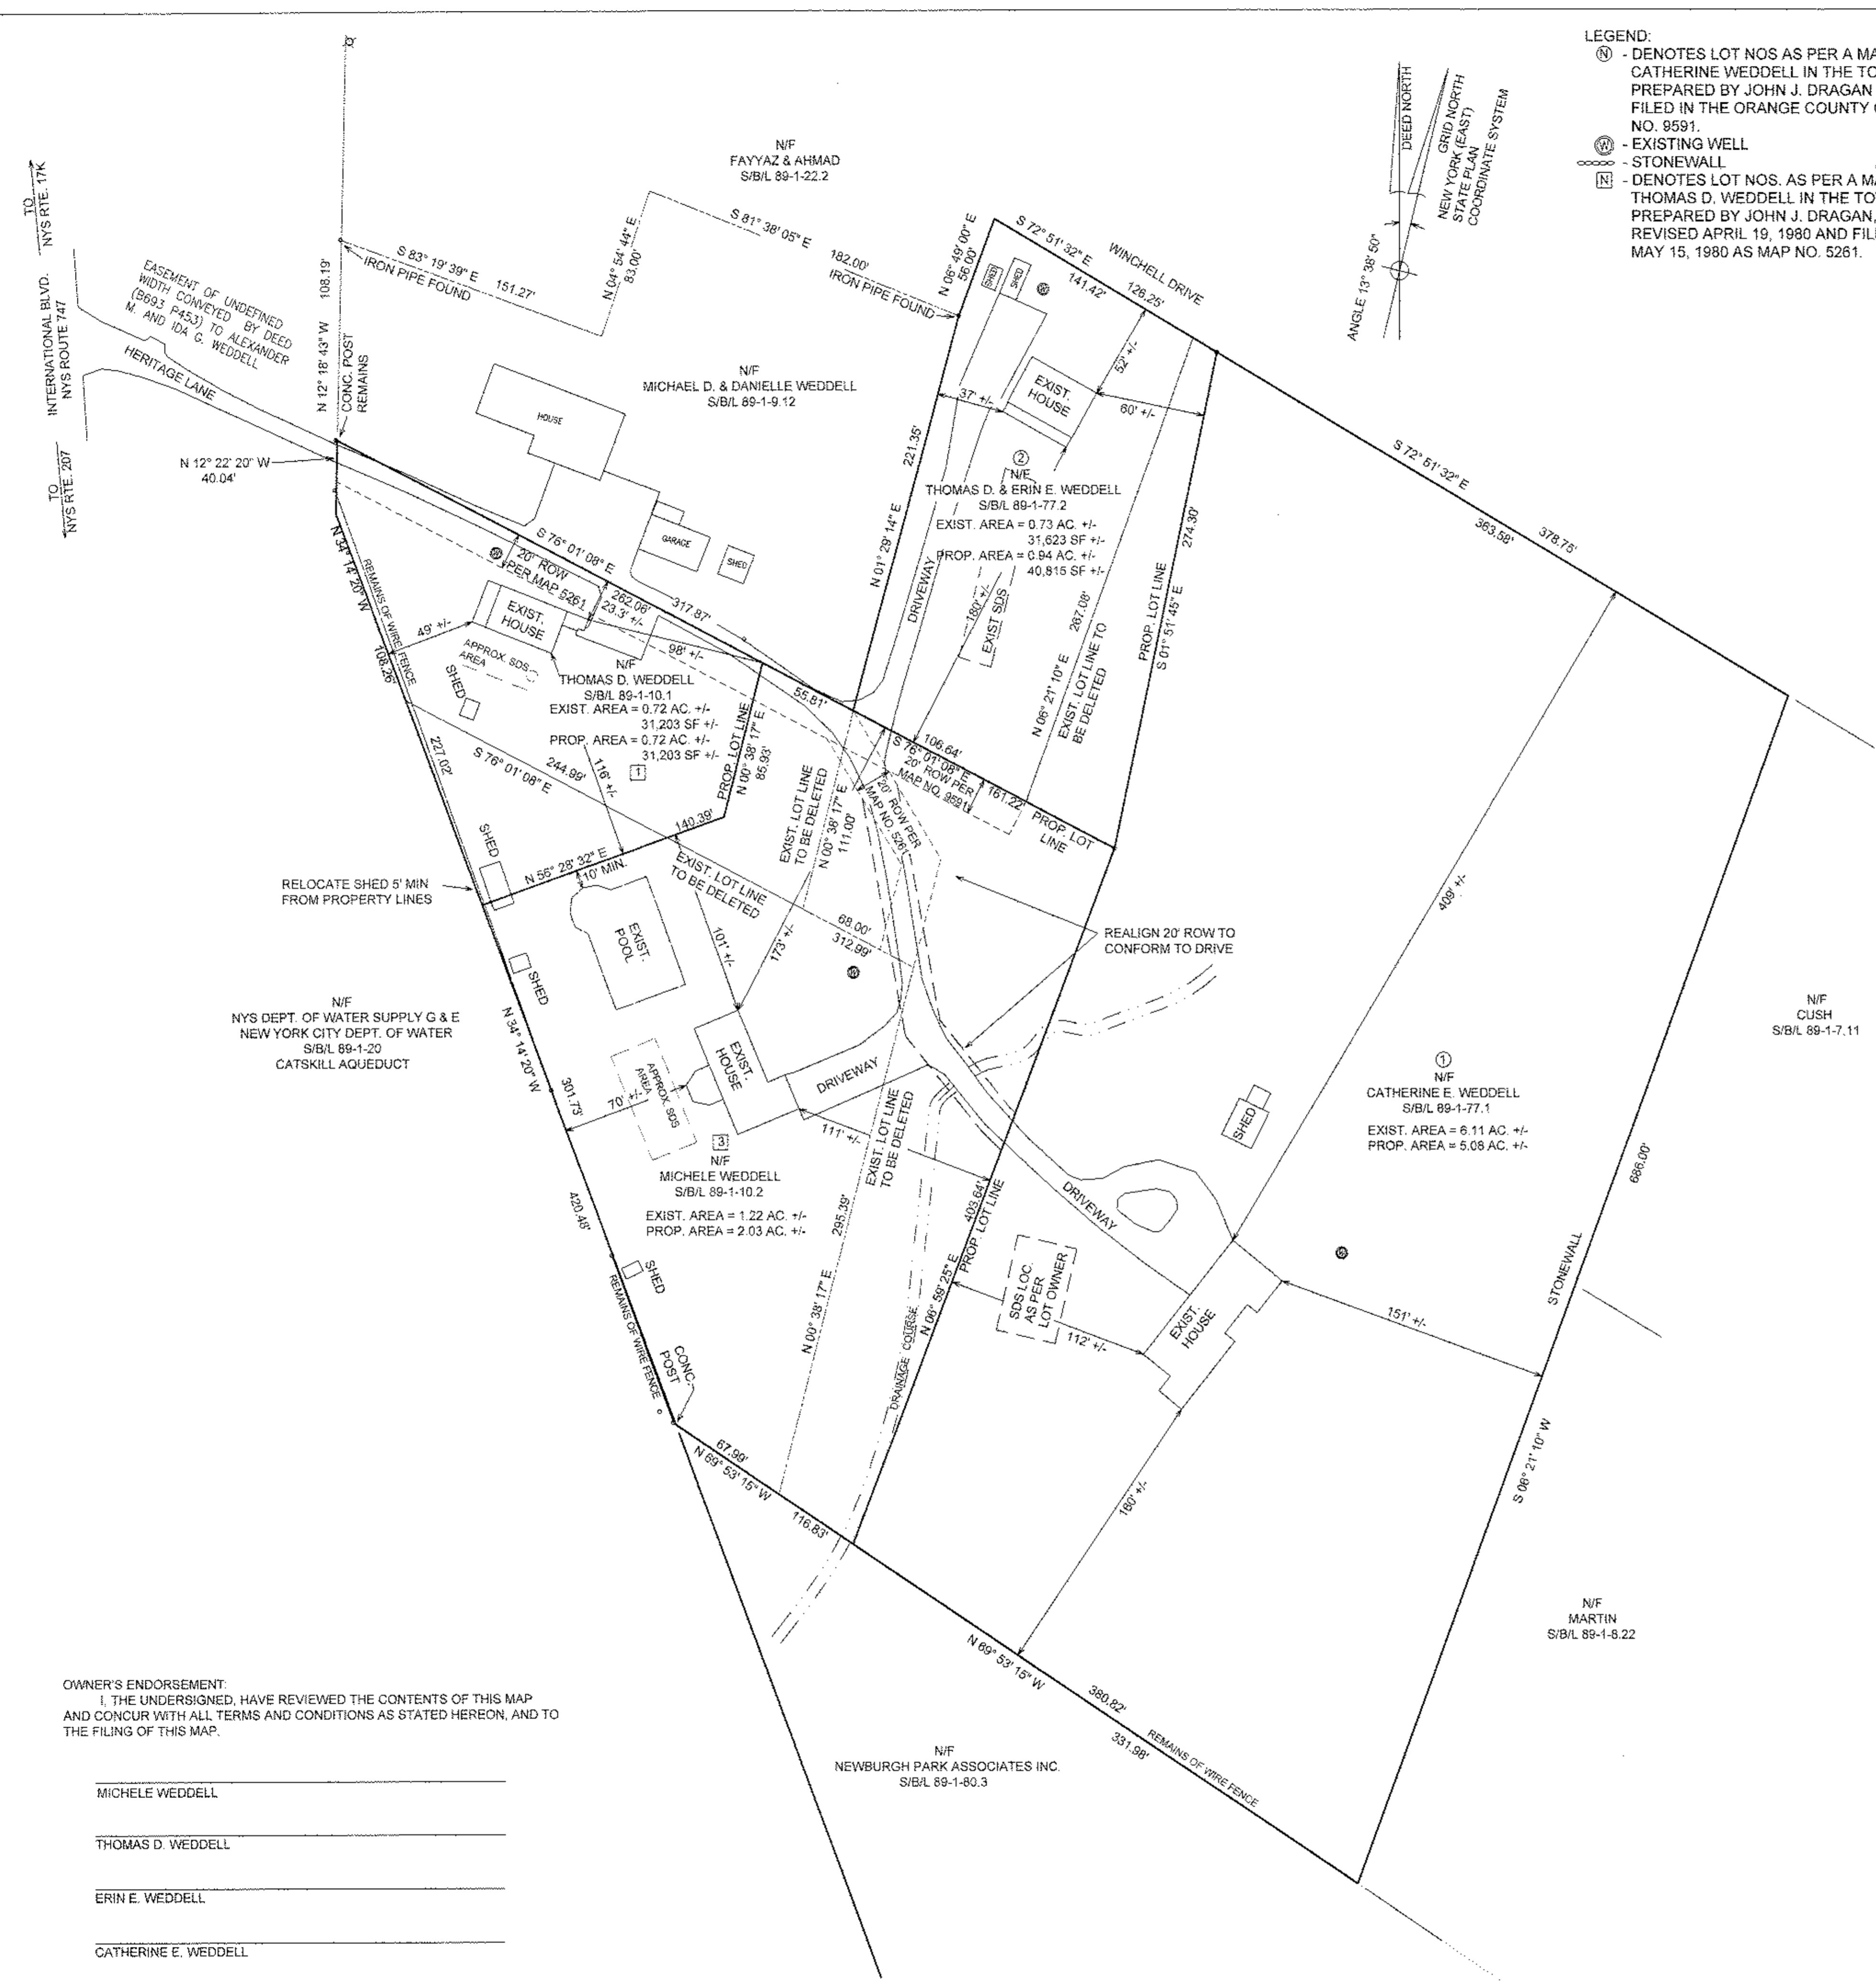 LEGEND:
Ⓝ - DENOTES LOT NOS AS PER A MA
CATHERINE WEDDELL IN THE TO
PREPARED BY JOHN J. DRAGAN
FILED IN THE ORANGE COUNTY
NO. 9591.
Ⓦ - EXISTING WELL
- STONEWALL
N - DENOTES LOT NOS. AS PER A MA
THOMAS D. WEDDELL IN THE TO
PREPARED BY JOHN J. DRAGAN,
REVISED APRIL 19, 1980 AND FIL
MAY 15, 1980 AS MAP NO. 5261.
DEED NORTH
GRID NORTH
NEW YORK (EAST)
STATE PLAN
COORDINATE SYSTEM
ANGLE 13° 38' 50"
N/F
FAYYAZ & AHMAD
S/B/L 89-1-22.2
TO
NYS RTE. 17K
INTERNATIONAL BLVD.
NYS ROUTE 747
TO
NYS RTE. 207
EASEMENT OF UNDEFINED
WIDTH CONVEYED BY DEED
(B693 P453) TO ALEXANDER
M. AND IDA G. WEDDELL
HERITAGE LANE
108.19'
N 12° 18' 43" W
CONC. POST
REMAINS
S 83° 19' 39" E
151.27'
IRON PIPE FOUND
N 04° 54' 44" E
83.00'
S 81° 38' 05" E
182.00'
IRON PIPE FOUND
N 06° 49' 00" E
56.00'
S 72° 51' 32" E
WINCHELL DRIVE
141.42'
126.25'
SHED
SHED
W
52' +/-
EXIST.
HOUSE
37' +/-
60' +/-
N/F
MICHAEL D. & DANIELLE WEDDELL
S/B/L 89-1-9.12
HOUSE
GARAGE
SHED
N 12° 22' 20" W
40.04'
221.35'
N 01° 29' 14" E
②
N/F
THOMAS D. & ERIN E. WEDDELL
S/B/L 89-1-77.2
EXIST. AREA = 0.73 AC. +/-
31,623 SF +/-
PROP. AREA = 0.94 AC. +/-
40,815 SF +/-
DRIVEWAY
180' +/-
EXIST SDS
274.30'
PROP. LOT LINE
S 01° 51' 45" E
267.08'
N 06° 21' 10" E
EXIST. LOT LINE TO
BE DELETED
S 72° 51' 32" E
363.58'
378.75'
N 34° 14' 20" W
REMAINS OF WIRE FENCE
108.26'
W
S 76° 01' 08" E
20' ROW
PER MAP 5261
262.06'
23.3' +/-
317.87'
EXIST.
HOUSE
49' +/-
APPROX. SDS
AREA
98' +/-
SHED
N/F
THOMAS D. WEDDELL
S/B/L 89-1-10.1
EXIST. AREA = 0.72 AC. +/-
31,203 SF +/-
PROP. AREA = 0.72 AC. +/-
31,203 SF +/-
1
55.81'
PROP. LOT LINE
N 00° 38' 17" E
85.93'
227.02'
S 76° 01' 08" E
244.99'
116' +/-
140.39'
N 56° 28' 32" E
10' MIN.
EXIST. LOT LINE
TO BE DELETED
EXIST. LOT LINE
TO BE DELETED
N 00° 38' 17" E
111.00'
106.64'
S 76° 01' 08" E
20' ROW PER
MAP NO. 9591
161.22'
PROP. LOT
LINE
20' ROW PER
MAP NO. 5261
SHED
RELOCATE SHED 5' MIN
FROM PROPERTY LINES
EXIST.
POOL
SHED
101' +/-
173' +/-
68.00'
312.99'
W
REALIGN 20' ROW TO
CONFORM TO DRIVE
409' +/-
N/F
NYS DEPT. OF WATER SUPPLY G & E
NEW YORK CITY DEPT. OF WATER
S/B/L 89-1-20
CATSKILL AQUEDUCT
N 34° 14' 20" W
301.73'
70' +/-
APPROX. SDS
AREA
EXIST.
HOUSE
DRIVEWAY
111' +/-
EXIST. LOT LINE
TO BE DELETED
3
N/F
MICHELE WEDDELL
S/B/L 89-1-10.2
EXIST. AREA = 1.22 AC. +/-
PROP. AREA = 2.03 AC. +/-
420.48'
SHED
REMAINS OF WIRE FENCE
CONC.
POST
295.39'
N 00° 38' 17" E
403.64'
PROP. LOT LINE
N 06° 59' 25" E
DRAINAGE COURSE
DRIVEWAY
SDS LOC.
AS PER
LOT OWNER
112' +/-
EXIST.
HOUSE
SHED
W
151' +/-
180' +/-
①
N/F
CATHERINE E. WEDDELL
S/B/L 89-1-77.1
EXIST. AREA = 6.11 AC. +/-
PROP. AREA = 5.08 AC. +/-
N/F
CUSH
S/B/L 89-1-7.11
686.00'
STONEWALL
S 06° 21' 10" W
67.99'
N 69° 53' 15" W
116.83'
N 69° 53' 15" W
380.82'
331.98'
REMAINS OF WIRE FENCE
N/F
MARTIN
S/B/L 89-1-8.22
N/F
NEWBURGH PARK ASSOCIATES INC.
S/B/L 89-1-80.3
OWNER'S ENDORSEMENT:
I, THE UNDERSIGNED, HAVE REVIEWED THE CONTENTS OF THIS MAP
AND CONCUR WITH ALL TERMS AND CONDITIONS AS STATED HEREON, AND TO
THE FILING OF THIS MAP.
MICHELE WEDDELL
THOMAS D. WEDDELL
ERIN E. WEDDELL
CATHERINE E. WEDDELL